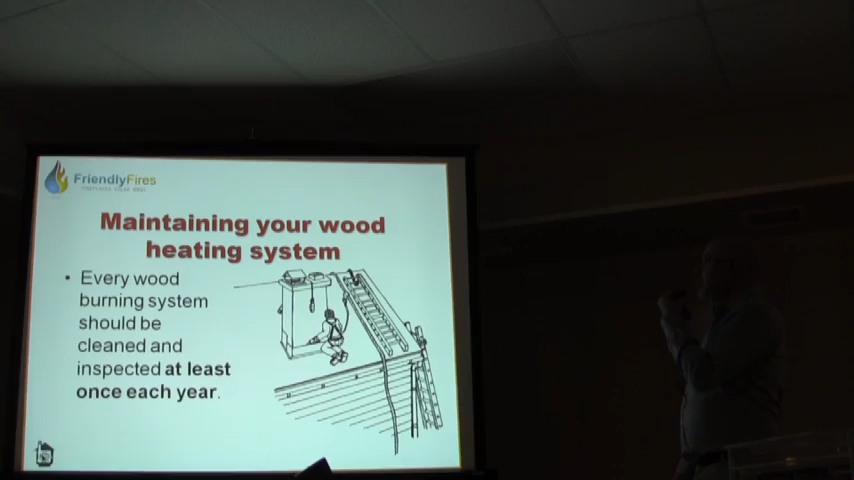 FriendlyFires
Maintaining your wood
heating system
• Every wood
burning system
should be
cleaned and
inspected at least
once each year.